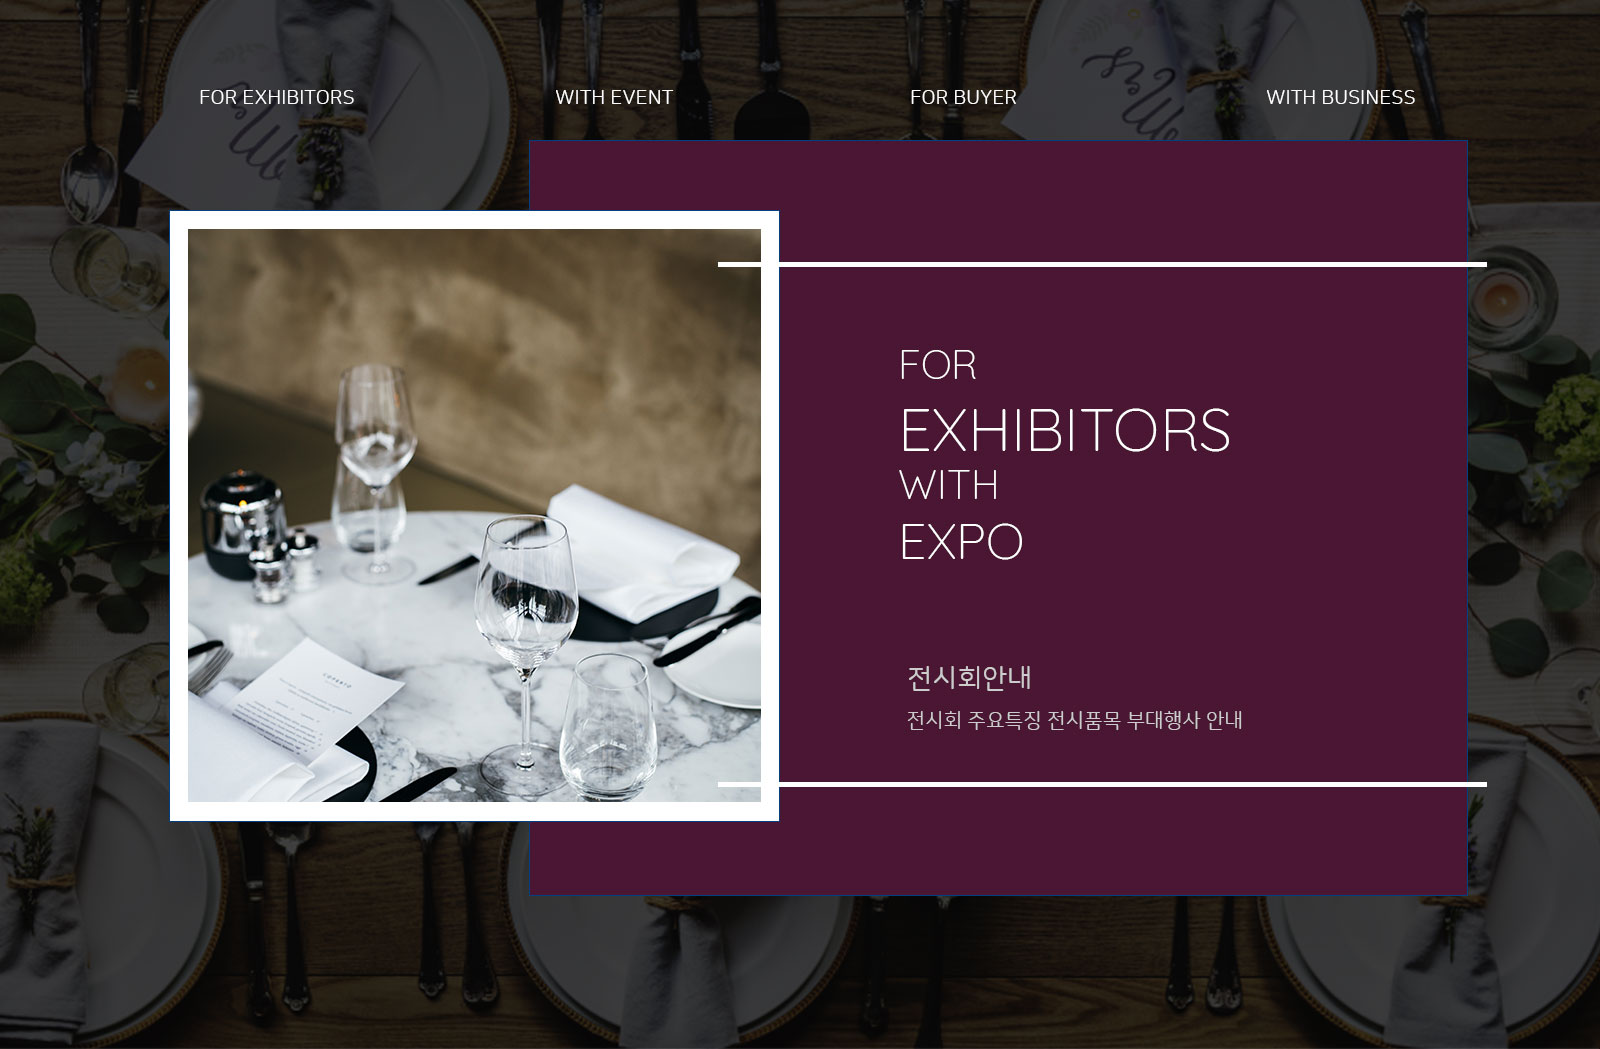 FOR EXHIBITORS
WITH EVENT
FOR BUYER
WITH BUSINESS
FOR
EXHIBITORS
WITH
EXPO
전시회안내
전시회 주요특징 전시품목 부대행사 안내
Mrs